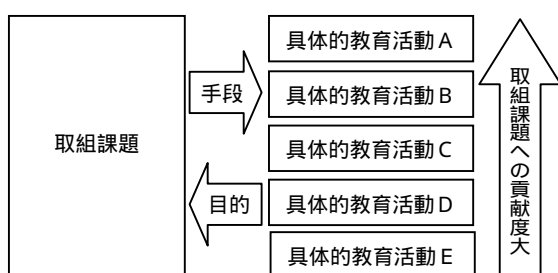 取組課題
手段
目的
具体的教育活動A
具体的教育活動B
具体的教育活動C
具体的教育活動D
具体的教育活動E
取組課題への貢献度大